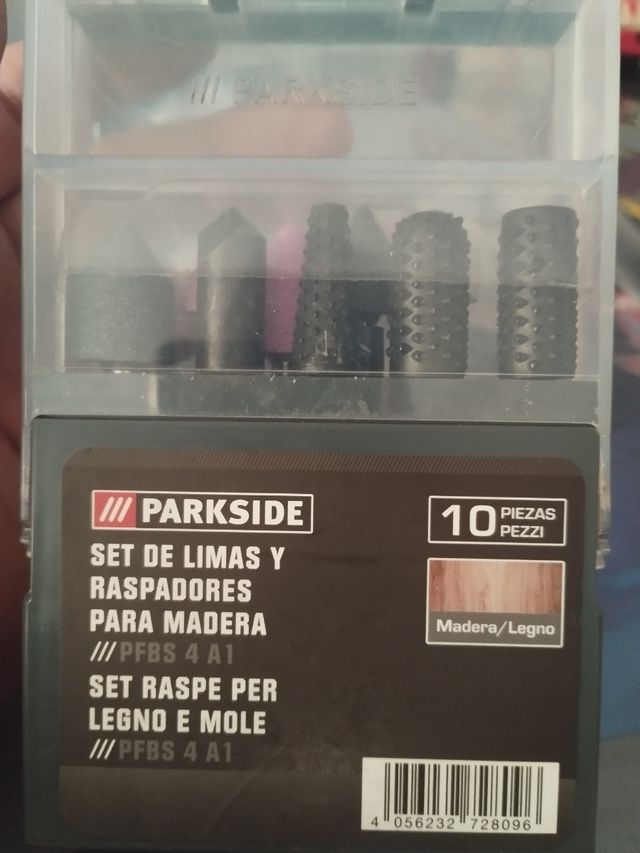 /// PARKSIDE
/// PARKSIDE
10 PIEZAS
PEZZI
SET DE LIMAS Y
RASPADORES
PARA MADERA
/// PFBS 4 A1
Madera/Legno
SET RASPE PER
LEGNO E MOLE
/// PFBS 4 A1
4 056232 728096